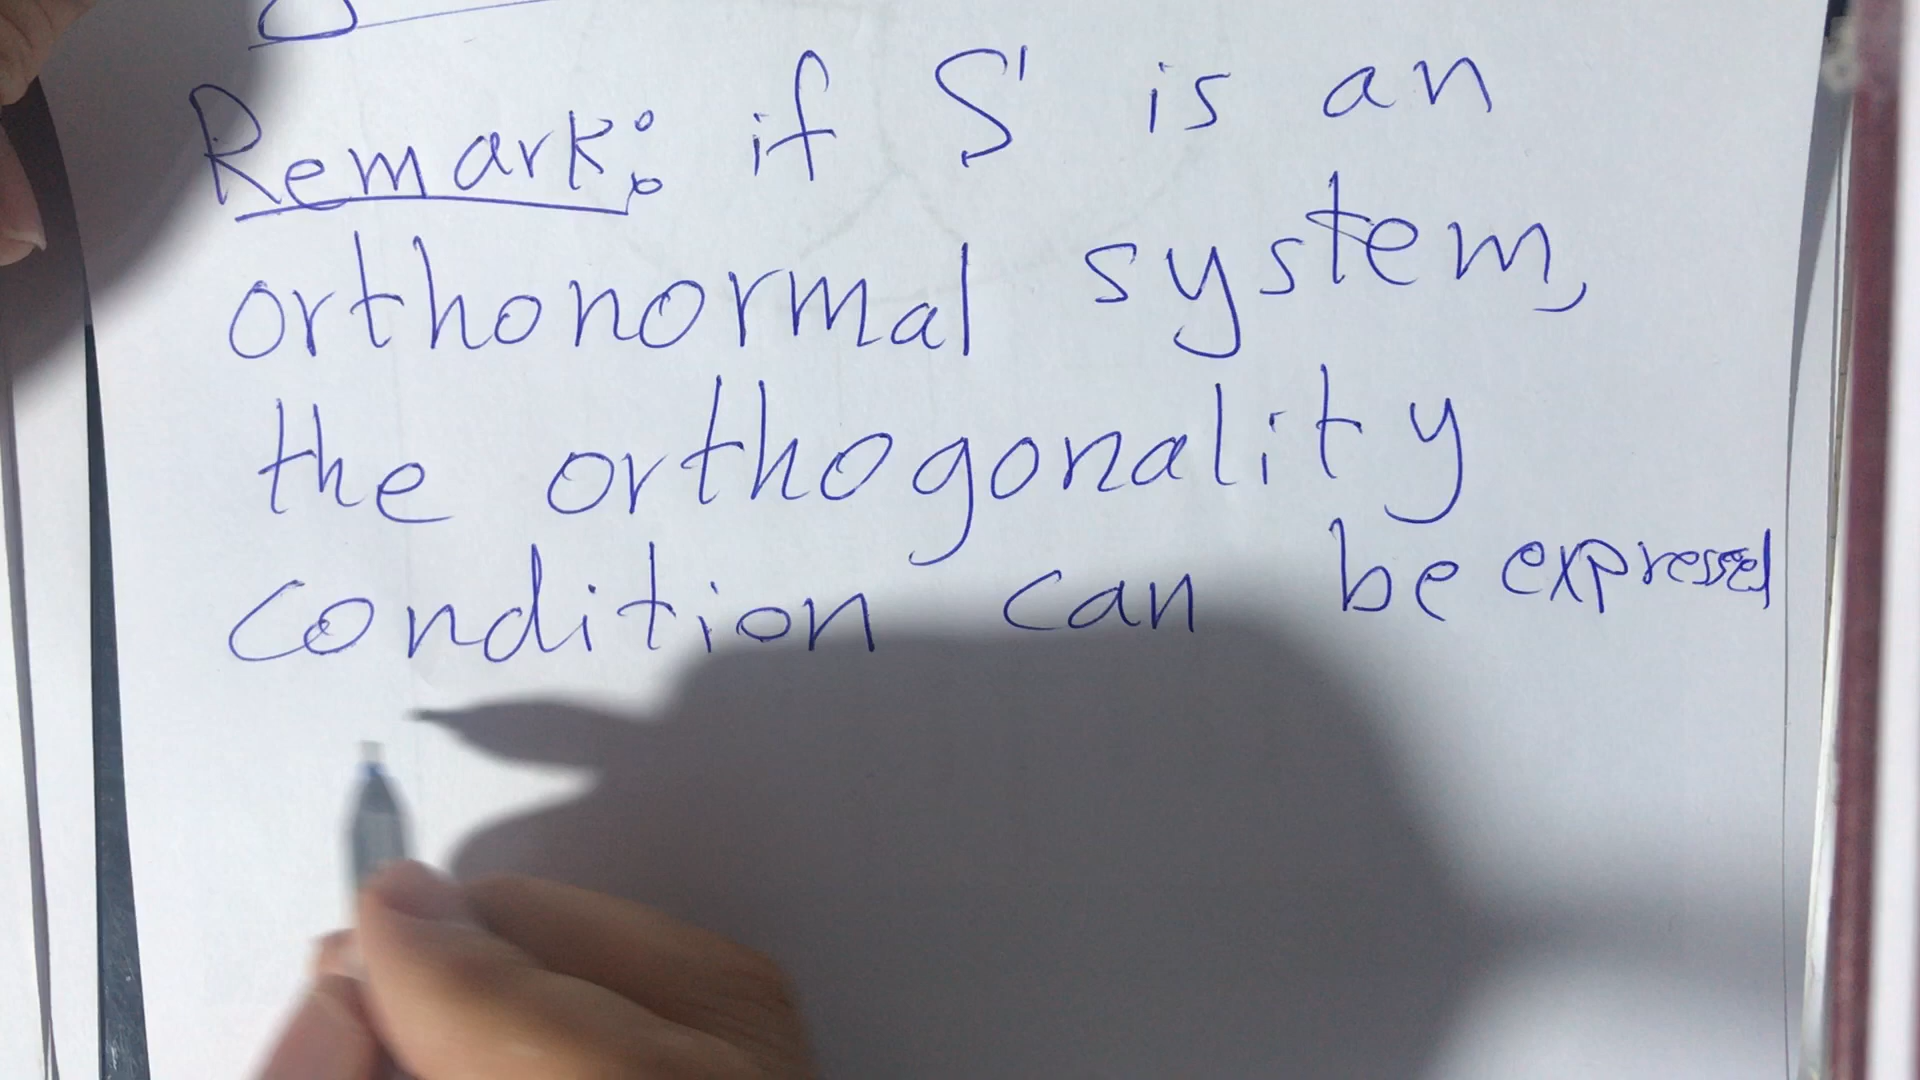 Remark: if S is an
orthonormal system,
the orthogonality
condition can be expressed